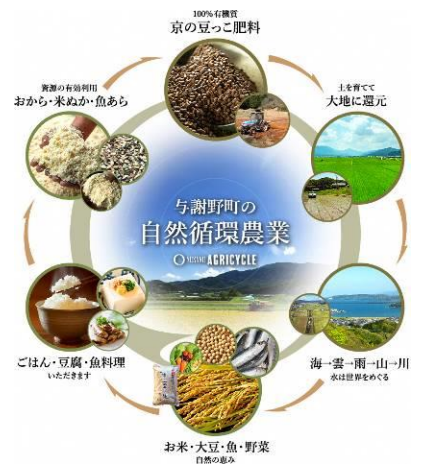 100%有機質
京の豆っこ肥料
土を育てて
大地に還元
海→雲→雨→山→川
水は世界をめぐる
お米・大豆・魚・野菜
自然の恵み
ごはん・豆腐・魚料理
いただきます
資源の有効利用
おから・米ぬか・魚あら
与謝野町の
自然循環農業
AGRICYCLE